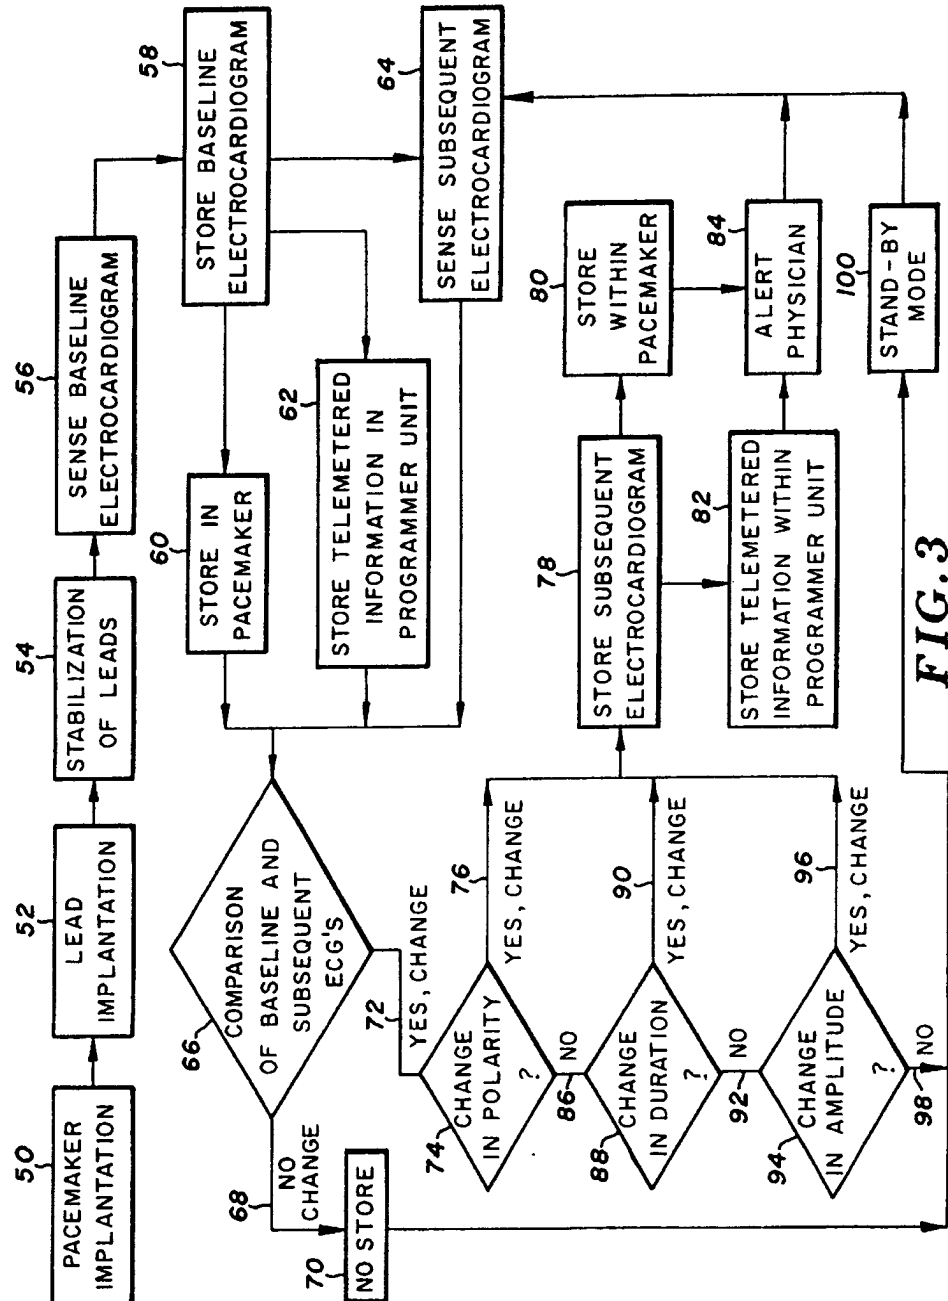 50
PACEMAKER
IMPLANTATION
52
LEAD
IMPLANTATION
54
STABILIZATION
OF LEADS
56
SENSE BASELINE
ELECTROCARDIOGRAM
58
STORE BASELINE
ELECTROCARDIOGRAM
60
STORE IN
PACEMAKER
62
STORE TELEMETERED
INFORMATION IN
PROGRAMMER UNIT
64
SENSE SUBSEQUENT
ELECTROCARDIOGRAM
66
COMPARISON
OF BASELINE AND
SUBSEQUENT
ECG'S
68
NO
CHANGE
70
NO STORE
72
YES, CHANGE
74
CHANGE
IN POLARITY
?
76
YES, CHANGE
78
STORE SUBSEQUENT
ELECTROCARDIOGRAM
80
STORE
WITHIN
PACEMAKER
82
STORE TELEMETERED
INFORMATION WITHIN
PROGRAMMER UNIT
84
ALERT
PHYSICIAN
86
NO
88
CHANGE
IN DURATION
?
90
YES, CHANGE
92
NO
94
CHANGE
IN AMPLITUDE
?
96
YES, CHANGE
98
NO
100
STAND-BY
MODE
FIG. 3